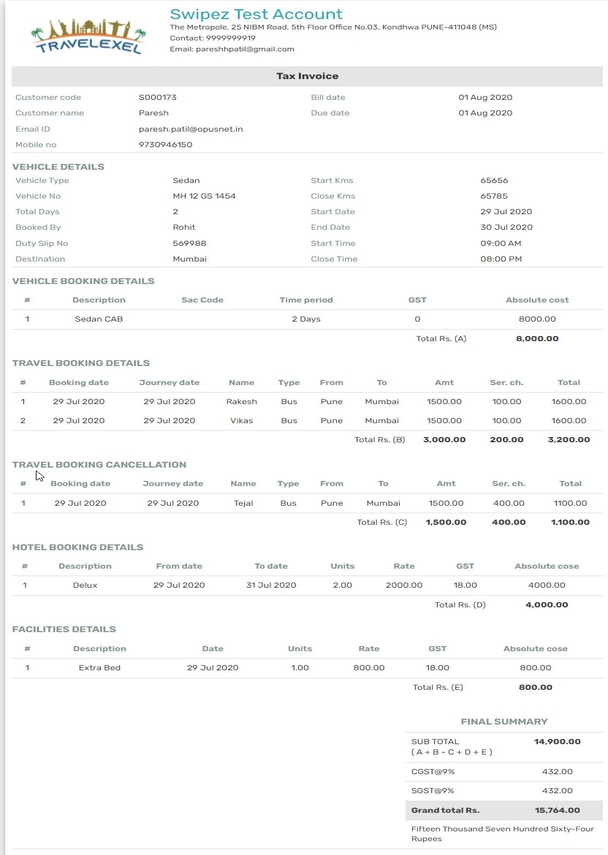 TRAVELEXEL
Swipez Test Account
The Metropole, 25 NIBM Road, 5th Floor Office No.03, Kondhwa PUNE-411048 (MS)
Contact: 9999999919
Email: pareshhpatil@gmail.com
Tax Invoice
Customer code S000173 Bill date 01 Aug 2020
Customer name Paresh Due date 01 Aug 2020
Email ID paresh.patil@opusnet.in
Mobile no 9730946150
VEHICLE DETAILS
Vehicle Type Sedan Start Kms 65656
Vehicle No MH 12 GS 1454 Close Kms 65785
Total Days 2 Start Date 29 Jul 2020
Booked By Rohit End Date 30 Jul 2020
Duty Slip No 569988 Start Time 09:00 AM
Destination Mumbai Close Time 08:00 PM
VEHICLE BOOKING DETAILS
# Description Sac Code Time period GST Absolute cost
1 Sedan CAB 2 Days 0 8000.00
Total Rs. (A) 8,000.00
TRAVEL BOOKING DETAILS
# Booking date Journey date Name Type From To Amt Ser. ch. Total
1 29 Jul 2020 29 Jul 2020 Rakesh Bus Pune Mumbai 1500.00 100.00 1600.00
2 29 Jul 2020 29 Jul 2020 Vikas Bus Pune Mumbai 1500.00 100.00 1600.00
Total Rs. (B) 3,000.00 200.00 3,200.00
TRAVEL BOOKING CANCELLATION
# Booking date Journey date Name Type From To Amt Ser. ch. Total
1 29 Jul 2020 29 Jul 2020 Tejal Bus Pune Mumbai 1500.00 400.00 1100.00
Total Rs. (C) 1,500.00 400.00 1,100.00
HOTEL BOOKING DETAILS
# Description From date To date Units Rate GST Absolute cose
1 Delux 29 Jul 2020 31 Jul 2020 2.00 2000.00 18.00 4000.00
Total Rs. (D) 4,000.00
FACILITIES DETAILS
# Description Date Units Rate GST Absolute cose
1 Extra Bed 29 Jul 2020 1.00 800.00 18.00 800.00
Total Rs. (E) 800.00
FINAL SUMMARY
SUB TOTAL 14,900.00
( A + B - C + D + E )
CGST@9% 432.00
SGST@9% 432.00
Grand total Rs. 15,764.00
Fifteen Thousand Seven Hundred Sixty-Four
Rupees